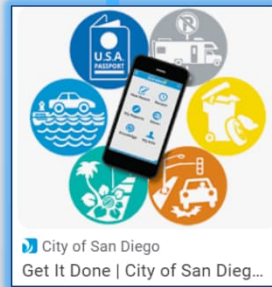 U.S.A.
PASSPORT
City of San Diego
Get It Done | City of San Dieg...